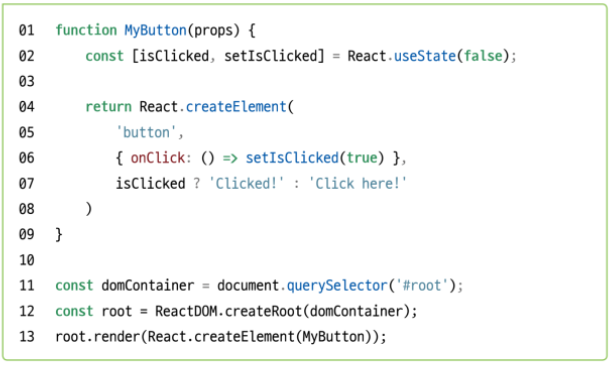 01 function MyButton(props) {
02     const [isClicked, setIsClicked] = React.useState(false);
03
04     return React.createElement(
05         'button',
06         { onClick: () => setIsClicked(true) },
07         isClicked ? 'Clicked!' : 'Click here!'
08     )
09 }
10
11 const domContainer = document.querySelector('#root');
12 const root = ReactDOM.createRoot(domContainer);
13 root.render(React.createElement(MyButton));